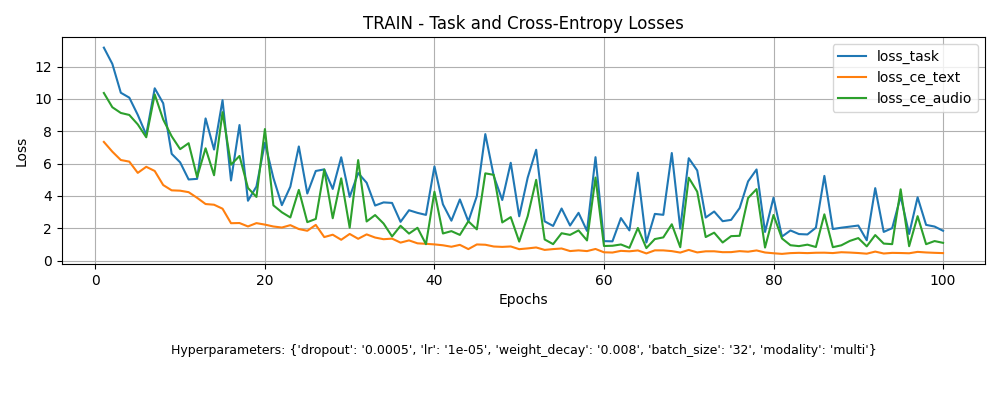 TRAIN - Task and Cross-Entropy Losses
loss_task
loss_ce_text
loss_ce_audio
Loss
12
10
8
6
4
2
0
0 20 40 60 80 100
Epochs
Hyperparameters: {'dropout': '0.0005', 'lr': '1e-05', 'weight_decay': '0.008', 'batch_size': '32', 'modality': 'multi'}